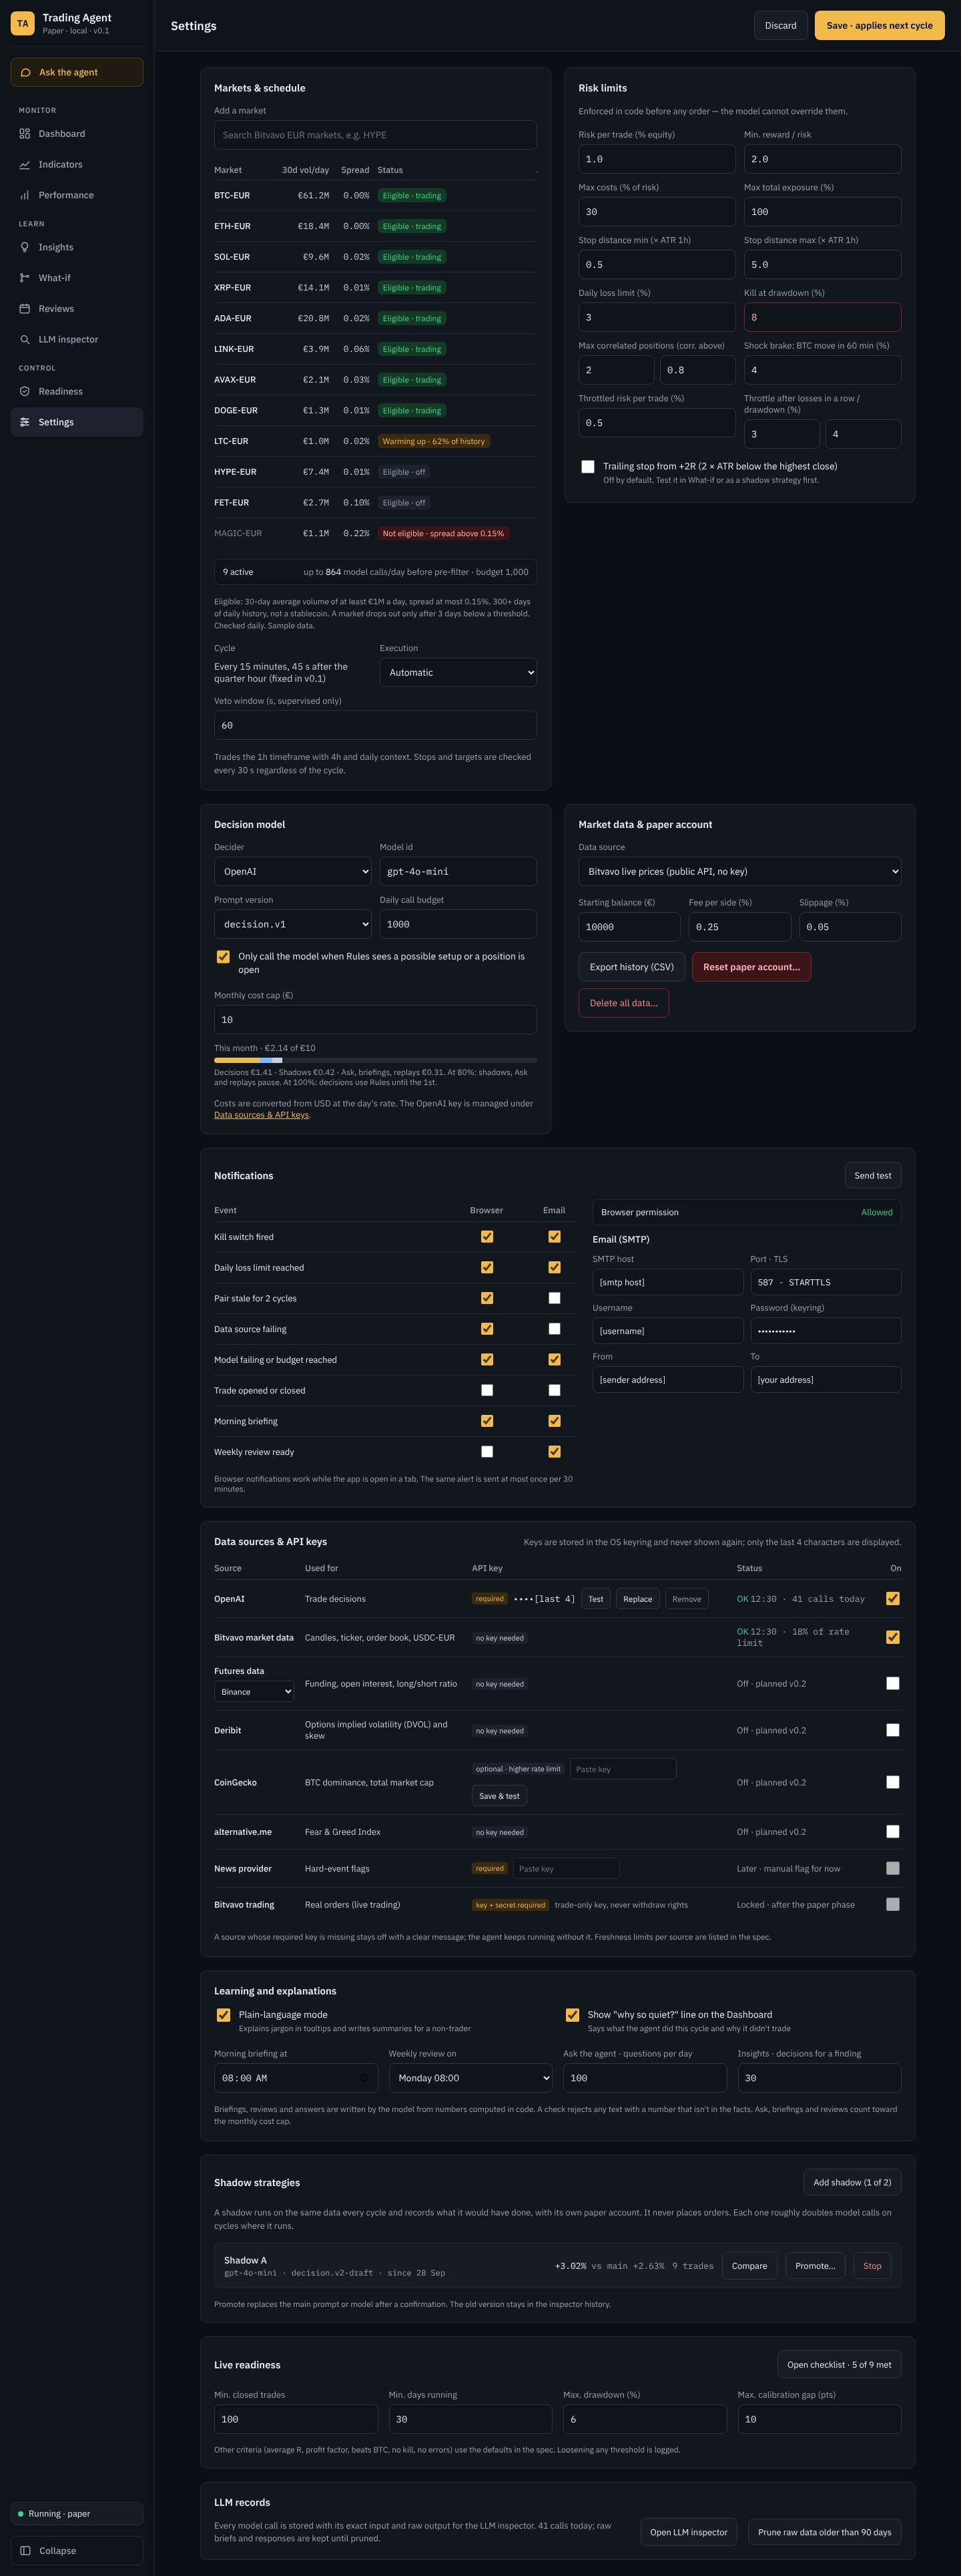 TA
Trading Agent
Paper · local · v0.1
Ask the agent
MONITOR
Dashboard
Indicators
Performance
LEARN
Insights
What-if
Reviews
LLM inspector
CONTROL
Readiness
Settings
Running · paper
Collapse
Settings
Discard
Save · applies next cycle
Markets & schedule
Add a market
Search Bitvavo EUR markets, e.g. HYPE
Market 30d vol/day Spread Status
BTC-EUR €61.2M 0.00% Eligible · trading
ETH-EUR €18.4M 0.00% Eligible · trading
SOL-EUR €9.6M 0.02% Eligible · trading
XRP-EUR €14.1M 0.01% Eligible · trading
ADA-EUR €20.8M 0.02% Eligible · trading
LINK-EUR €3.9M 0.06% Eligible · trading
AVAX-EUR €2.1M 0.03% Eligible · trading
DOGE-EUR €1.3M 0.01% Eligible · trading
LTC-EUR €1.0M 0.02% Warming up · 62% of history
HYPE-EUR €7.4M 0.01% Eligible · off
FET-EUR €2.7M 0.10% Eligible · off
MAGIC-EUR €1.1M 0.22% Not eligible · spread above 0.15%
9 active up to 864 model calls/day before pre-filter · budget 1,000
Eligible: 30-day average volume of at least €1M a day, spread at most 0.15%, 300+ days
of daily history, not a stablecoin. A market drops out only after 3 days below a threshold.
Checked daily. Sample data.
Cycle Execution
Every 15 minutes, 45 s after the
quarter hour (fixed in v0.1)
Automatic
Veto window (s, supervised only)
60
Trades the 1h timeframe with 4h and daily context. Stops and targets are checked
every 30 s regardless of the cycle.
Risk limits
Enforced in code before any order — the model cannot override them.
Risk per trade (% equity) Min. reward / risk
1.0 2.0
Max costs (% of risk) Max total exposure (%)
30 100
Stop distance min (× ATR 1h) Stop distance max (× ATR 1h)
0.5 5.0
Daily loss limit (%) Kill at drawdown (%)
3 8
Max correlated positions (corr. above) Shock brake: BTC move in 60 min (%)
2 0.8 4
Throttled risk per trade (%) Throttle after losses in a row /
drawdown (%)
0.5 3 4
Trailing stop from +2R (2 × ATR below the highest close)
Off by default. Test it in What-if or as a shadow strategy first.
Decision model
Decider Model id
OpenAI gpt-4o-mini
Prompt version Daily call budget
decision.v1 1000
Only call the model when Rules sees a possible setup or a position is
open
Monthly cost cap (€)
10
This month · €2.14 of €10
Decisions €1.41 · Shadows €0.42 · Ask, briefings, replays €0.31. At 80%: shadows, Ask
and replays pause. At 100%: decisions use Rules until the 1st.
Costs are converted from USD at the day's rate. The OpenAI key is managed under
Data sources & API keys.
Market data & paper account
Data source
Bitvavo live prices (public API, no key)
Starting balance (€) Fee per side (%) Slippage (%)
10000 0.25 0.05
Export history (CSV) Reset paper account...
Delete all data...
Notifications
Send test
Event Browser Email
Kill switch fired
Daily loss limit reached
Pair stale for 2 cycles
Data source failing
Model failing or budget reached
Trade opened or closed
Morning briefing
Weekly review ready
Browser notifications work while the app is open in a tab. The same alert is sent at most once per 30
minutes.
Browser permission Allowed
Email (SMTP)
SMTP host Port · TLS
[smtp host] 587 · STARTTLS
Username Password (keyring)
[username] •••••••••••
From To
[sender address] [your address]
Data sources & API keys
Keys are stored in the OS keyring and never shown again; only the last 4 characters are displayed.
Source Used for API key Status On
OpenAI Trade decisions required ••••[last 4] Test Replace Remove OK 12:30 · 41 calls today
Bitvavo market data Candles, ticker, order book, USDC-EUR no key needed OK 12:30 · 18% of rate
limit
Futures data
Binance Funding, open interest, long/short ratio no key needed Off · planned v0.2
Deribit Options implied volatility (DVOL) and
skew no key needed Off · planned v0.2
CoinGecko BTC dominance, total market cap optional · higher rate limit Paste key Off · planned v0.2
Save & test
alternative.me Fear & Greed Index no key needed Off · planned v0.2
News provider Hard-event flags required Paste key Later · manual flag for now
Bitvavo trading Real orders (live trading) key + secret required trade-only key, never withdraw rights Locked · after the paper phase
A source whose required key is missing stays off with a clear message; the agent keeps running without it. Freshness limits per source are listed in the spec.
Learning and explanations
Plain-language mode
Explains jargon in tooltips and writes summaries for a non-trader
Show "why so quiet?" line on the Dashboard
Says what the agent did this cycle and why it didn't trade
Morning briefing at Weekly review on Ask the agent · questions per day Insights · decisions for a finding
08:00 AM Monday 08:00 100 30
Briefings, reviews and answers are written by the model from numbers computed in code. A check rejects any text with a number that isn't in the facts. Ask, briefings and reviews count toward
the monthly cost cap.
Shadow strategies
Add shadow (1 of 2)
A shadow runs on the same data every cycle and records what it would have done, with its own paper account. It never places orders. Each one roughly doubles model calls on
cycles where it runs.
Shadow A
gpt-4o-mini · decision.v2-draft · since 28 Sep
+3.02% vs main +2.63% 9 trades Compare Promote... Stop
Promote replaces the main prompt or model after a confirmation. The old version stays in the inspector history.
Live readiness
Open checklist · 5 of 9 met
Min. closed trades Min. days running Max. drawdown (%) Max. calibration gap (pts)
100 30 6 10
Other criteria (average R, profit factor, beats BTC, no kill, no errors) use the defaults in the spec. Loosening any threshold is logged.
LLM records
Every model call is stored with its exact input and raw output for the LLM inspector. 41 calls today; raw
briefs and responses are kept until pruned.
Open LLM inspector Prune raw data older than 90 days